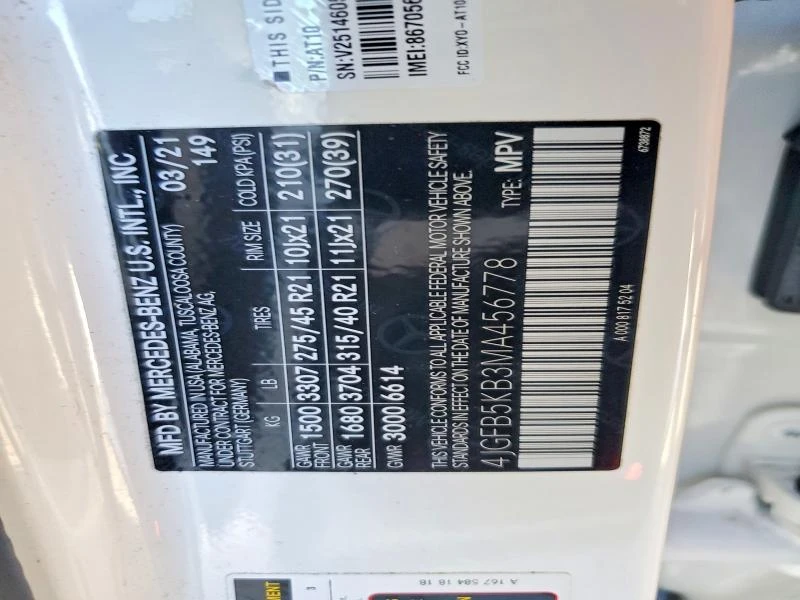 THIS SID
P/N:AT10
SN:V2514605
IMEI:867056
FCC ID:XYO-AT10
MFD BY MERCEDES-BENZ U.S. INTL., INC
MANUFACTURED IN USA (ALABAMA, TUSCALOOSA COUNTY) 03/21
UNDER CONTRACT FOR MERCEDES-BENZ AG, 149
STUTTGART (GERMANY)
KG LB TIRES RIM SIZE COLD KPA(PSI)
GAWR FRONT 1500 3307 275/45 R21 10Jx21 210(31)
GAWR REAR 1680 3704 315/40 R21 11Jx21 270(39)
GVWR 3000 6614
THIS VEHICLE CONFORMS TO ALL APPLICABLE FEDERAL MOTOR VEHICLE SAFETY
STANDARDS IN EFFECT ON THE DATE OF MANUFACTURE SHOWN ABOVE.
4JGFB5KB3MA456778 TYPE: MPV
A 000 817 52 04 6730872
A 167 584 18 18